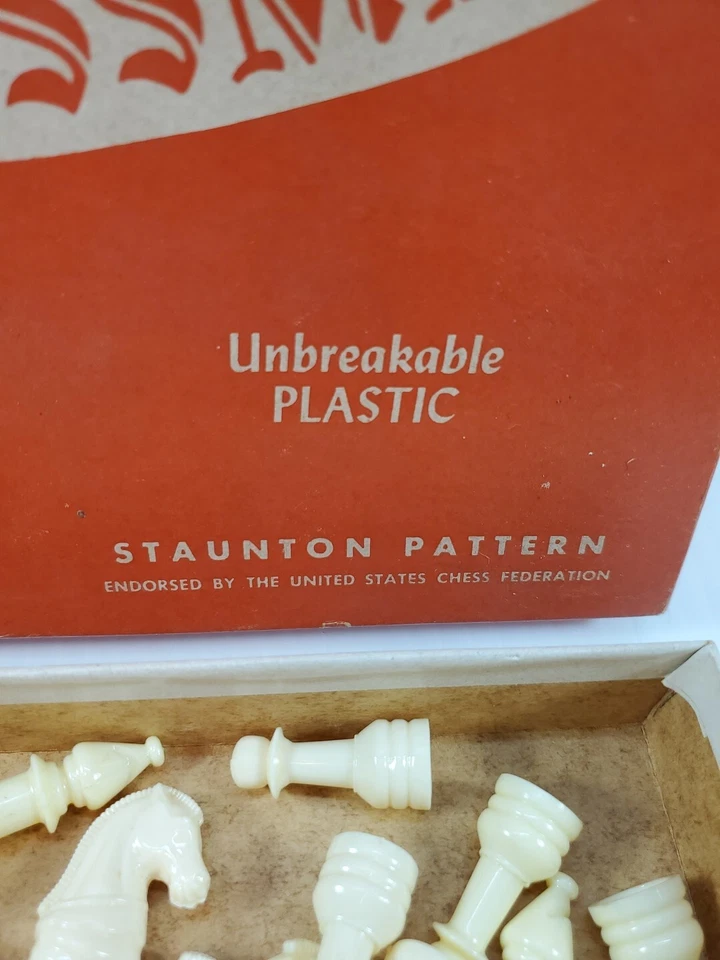 Unbreakable
PLASTIC
STAUNTON PATTERN
ENDORSED BY THE UNITED STATES CHESS FEDERATION